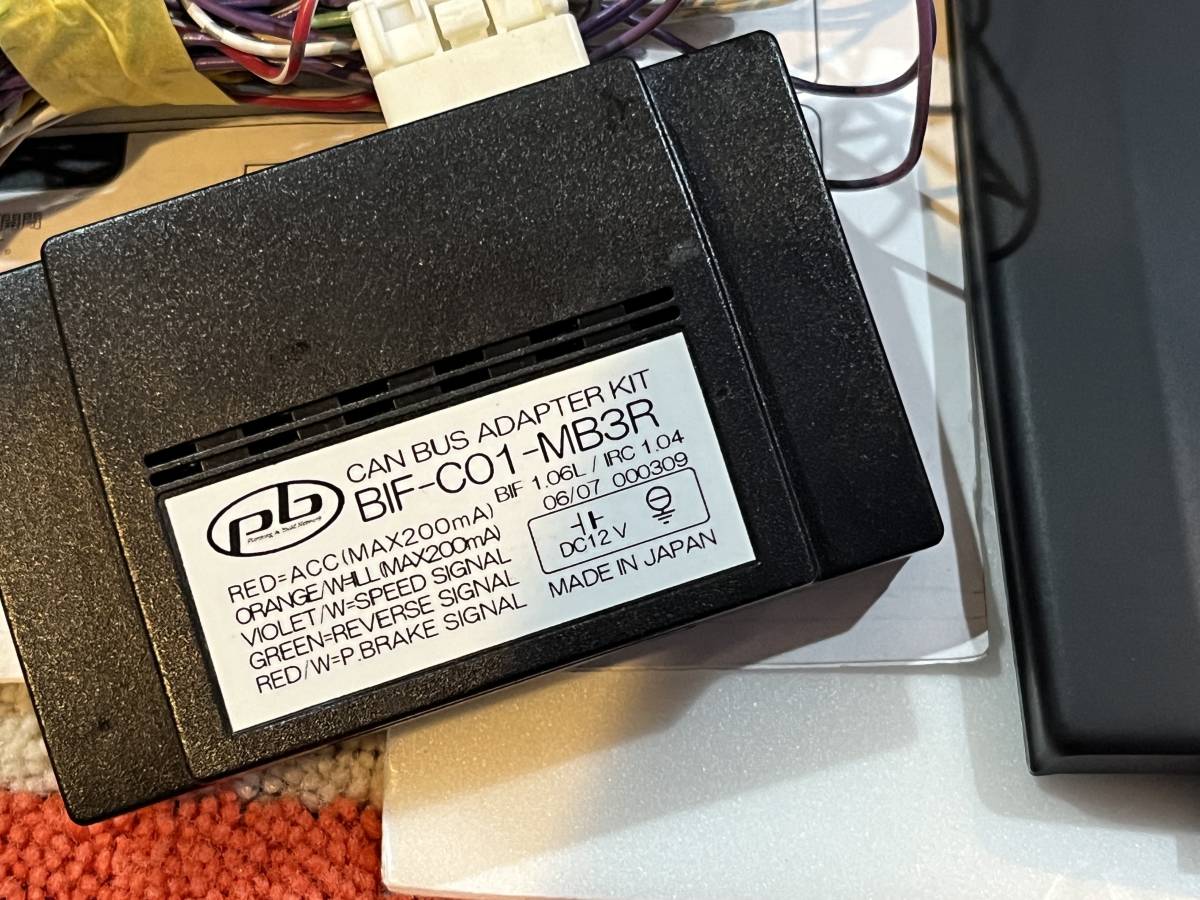 CAN BUS ADAPTER KIT
BIF-C01-MB3R
BIF 1.06L / IRC 1.04
06/07 000309
pb
RED=ACC(MAX200mA)
ORANGE/W=ILL(MAX200mA)
VIOLET/W=SPEED SIGNAL
GREEN=REVERSE SIGNAL
RED/W=P.BRAKE SIGNAL
DC12V
MADE IN JAPAN